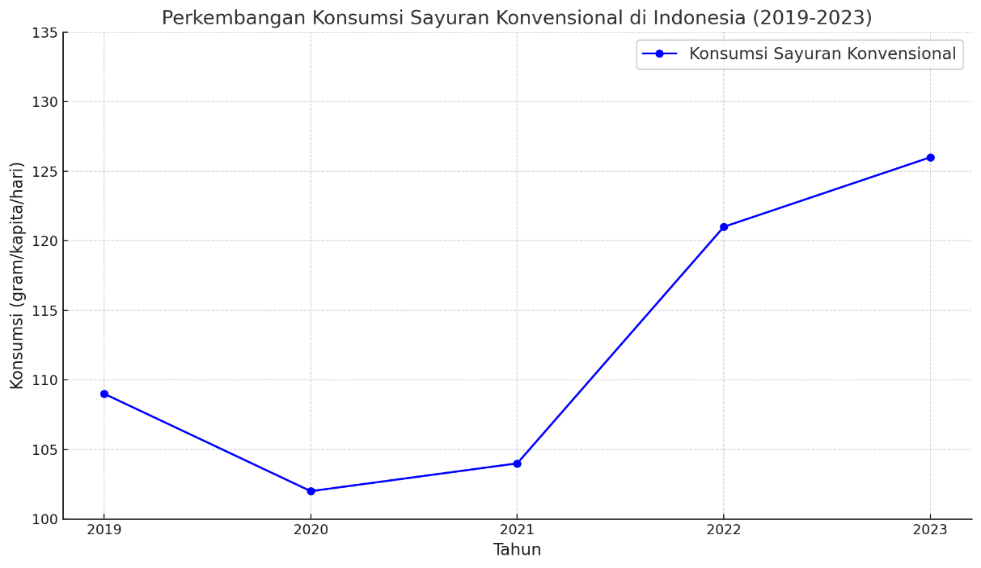 Perkembangan Konsumsi Sayuran Konvensional di Indonesia (2019-2023)
Konsumsi Sayuran Konvensional
Konsumsi (gram/kapita/hari)
135
130
125
120
115
110
105
100
2019 2020 2021 2022 2023
Tahun